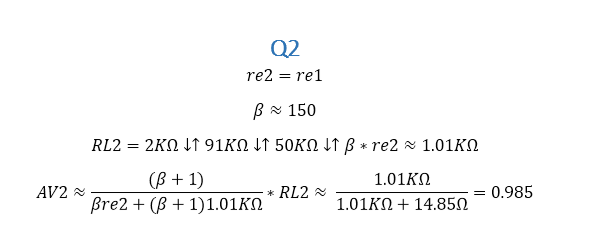 Q2
re2 = re1
β ≈ 150
RL2 = 2KΩ ↓↑ 91KΩ ↓↑ 50KΩ ↓↑ β ∗ re2 ≈ 1.01KΩ
AV2 ≈ (β + 1) / βre2 + (β + 1)1.01KΩ ∗ RL2 ≈ 1.01KΩ / 1.01KΩ + 14.85Ω = 0.985